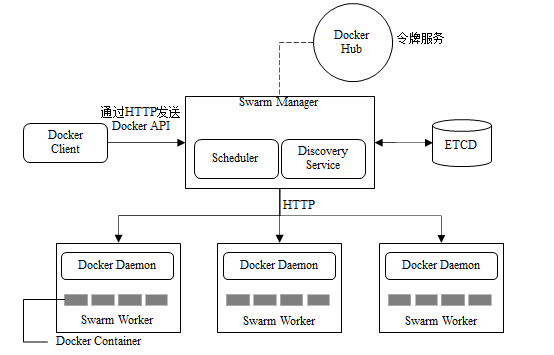 Docker
Hub
令牌服务
Swarm Manager
通过HTTP发送
Docker API
Docker
Client
Scheduler
Discovery
Service
ETCD
HTTP
Docker Daemon
Docker Daemon
Docker Daemon
Swarm Worker
Swarm Worker
Swarm Worker
Docker Container